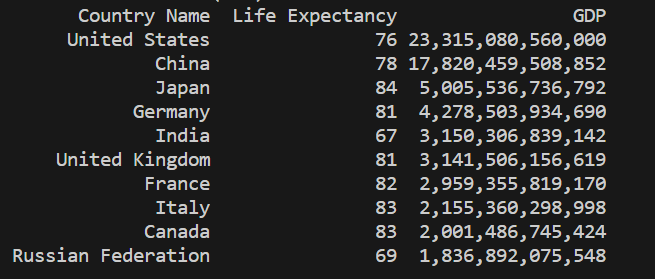 Country Name Life Expectancy GDP
United States 76 23,315,080,560,000
China 78 17,820,459,508,852
Japan 84 5,005,536,736,792
Germany 81 4,278,503,934,690
India 67 3,150,306,839,142
United Kingdom 81 3,141,506,156,619
France 82 2,959,355,819,170
Italy 83 2,155,360,298,998
Canada 83 2,001,486,745,424
Russian Federation 69 1,836,892,075,548